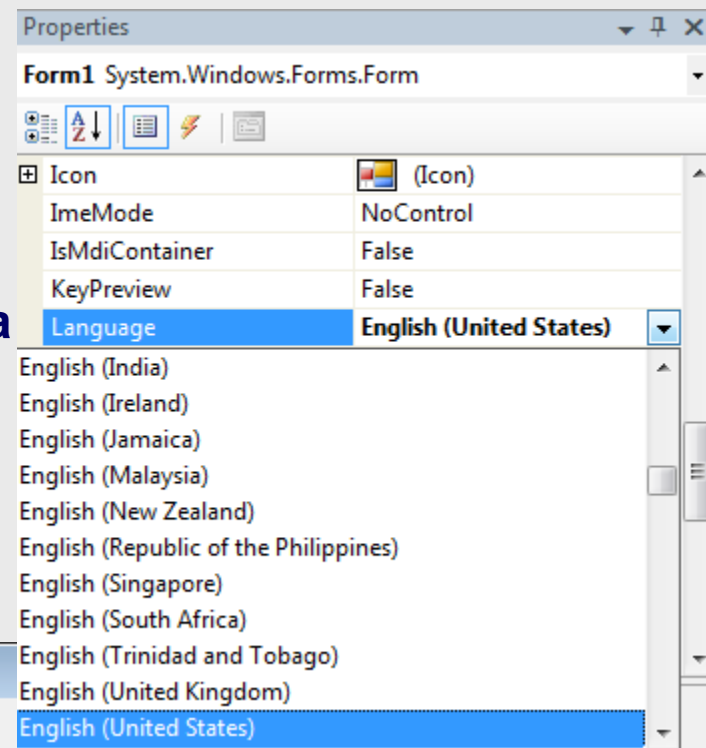 Properties
Form1 System.Windows.Forms.Form
Icon (Icon)
ImeMode NoControl
IsMdiContainer False
KeyPreview False
a
Language English (United States)
English (India)
English (Ireland)
English (Jamaica)
English (Malaysia)
English (New Zealand)
English (Republic of the Philippines)
English (Singapore)
English (South Africa)
English (Trinidad and Tobago)
English (United Kingdom)
English (United States)